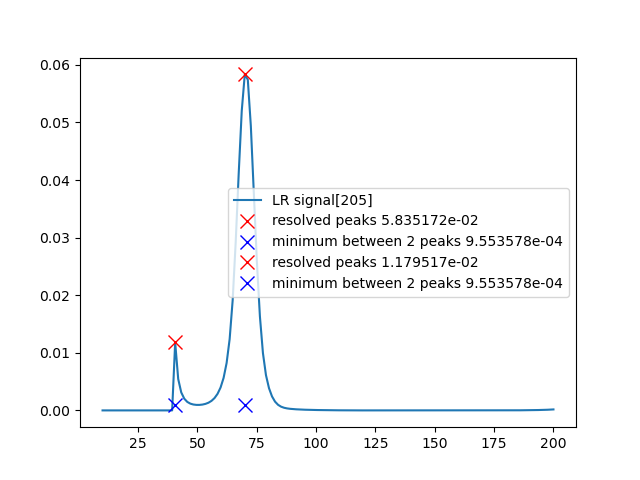 0.06
0.05
0.04
0.03
0.02
0.01
0.00
LR signal[205]
resolved peaks 5.835172e-02
minimum between 2 peaks 9.553578e-04
resolved peaks 1.179517e-02
minimum between 2 peaks 9.553578e-04
25 50 75 100 125 150 175 200